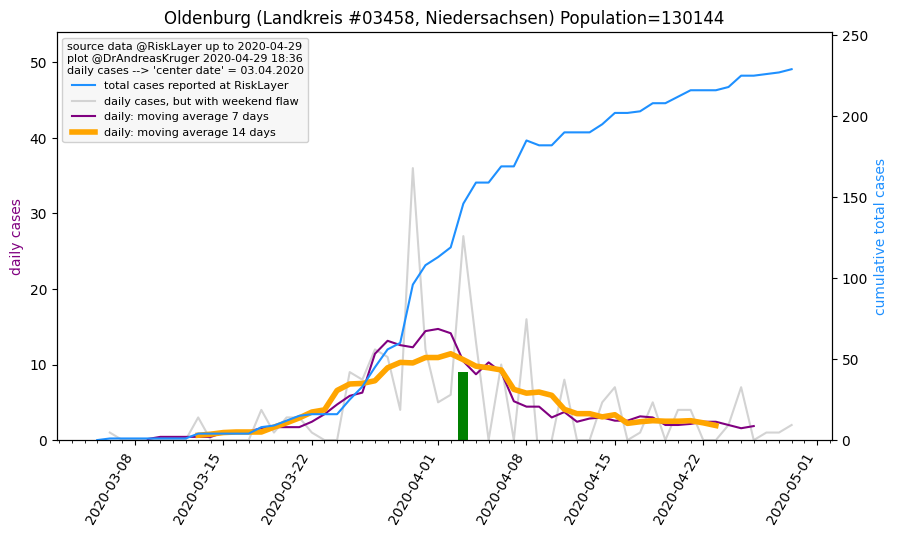 Oldenburg (Landkreis #03458, Niedersachsen) Population=130144
source data @RiskLayer up to 2020-04-29
plot @DrAndreasKruger 2020-04-29 18:36
daily cases --> 'center date' = 03.04.2020
total cases reported at RiskLayer
daily cases, but with weekend flaw
daily: moving average 7 days
daily: moving average 14 days
daily cases
50
40
30
20
10
0
250
200
150
100
50
0
cumulative total cases
2020-03-08
2020-03-15
2020-03-22
2020-04-01
2020-04-08
2020-04-15
2020-04-22
2020-05-01